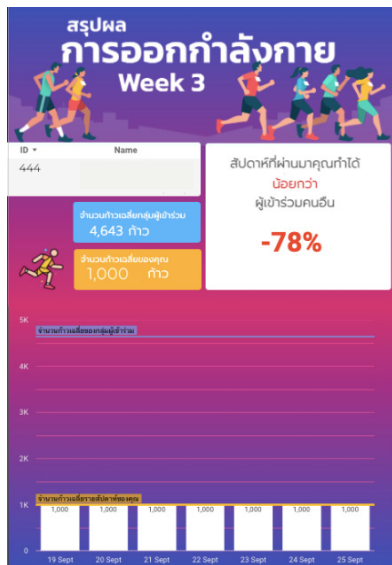 สรุปผล
การออกกำลังกาย
Week 3
ID Name
444
สัปดาห์ที่ผ่านมาคุณทำได้
น้อยกว่า
ผู้เข้าร่วมคนอื่น
-78%
จำนวนก้าวเฉลี่ยกลุ่มผู้เข้าร่วม
4,643 ก้าว
จำนวนก้าวเฉลี่ยของคุณ
1,000 ก้าว
5K
จำนวนก้าวเฉลี่ยของกลุ่มผู้เข้าร่วม
4K
3K
2K
จำนวนก้าวเฉลี่ยรายสัปดาห์ของคุณ
1K
1,000 1,000 1,000 1,000 1,000 1,000 1,000
0
19 Sept 20 Sept 21 Sept 22 Sept 23 Sept 24 Sept 25 Sept